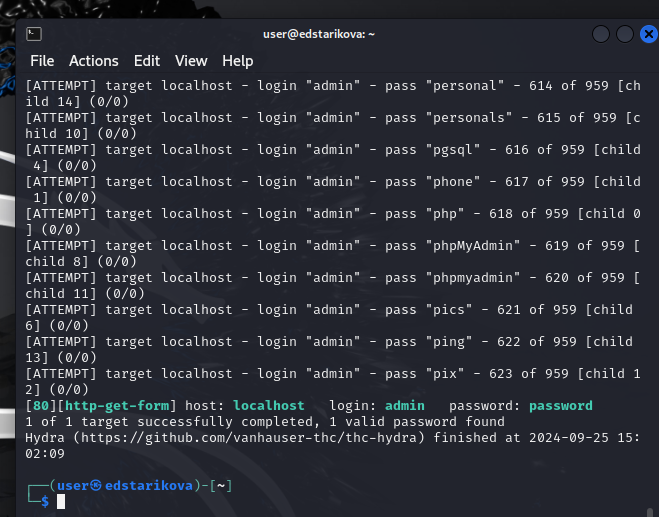 user@edstarikova: ~
File Actions Edit View Help
[ATTEMPT] target localhost - login "admin" - pass "personal" - 614 of 959 [ch
ild 14] (0/0)
[ATTEMPT] target localhost - login "admin" - pass "personals" - 615 of 959 [c
hild 10] (0/0)
[ATTEMPT] target localhost - login "admin" - pass "pgsql" - 616 of 959 [child
 4] (0/0)
[ATTEMPT] target localhost - login "admin" - pass "phone" - 617 of 959 [child
 1] (0/0)
[ATTEMPT] target localhost - login "admin" - pass "php" - 618 of 959 [child 0
] (0/0)
[ATTEMPT] target localhost - login "admin" - pass "phpMyAdmin" - 619 of 959 [
child 8] (0/0)
[ATTEMPT] target localhost - login "admin" - pass "phpmyadmin" - 620 of 959 [
child 11] (0/0)
[ATTEMPT] target localhost - login "admin" - pass "pics" - 621 of 959 [child 
6] (0/0)
[ATTEMPT] target localhost - login "admin" - pass "ping" - 622 of 959 [child 
13] (0/0)
[ATTEMPT] target localhost - login "admin" - pass "pix" - 623 of 959 [child 1
2] (0/0)
[80][http-get-form] host: localhost   login: admin   password: password
1 of 1 target successfully completed, 1 valid password found
Hydra (https://github.com/vanhauser-thc/thc-hydra) finished at 2024-09-25 15:
02:09
┌──(user㉿edstarikova)-[~]
└─$